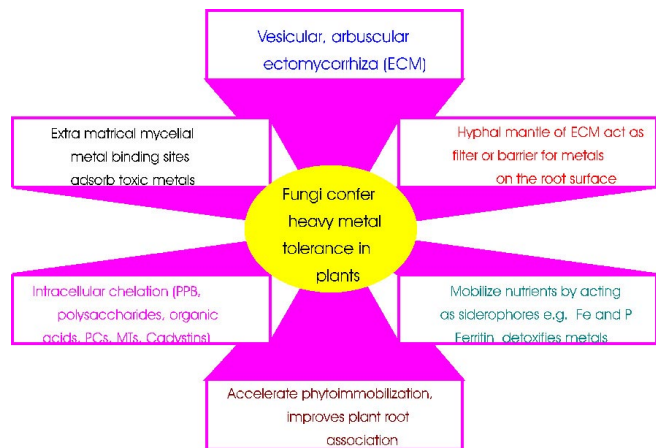 Vesicular, arbuscular
ectomycorrhiza (ECM)
Extra matrical mycelial
metal binding sites
adsorb toxic metals
Hyphal mantle of ECM act as
filter or barrier for metals
on the root surface
Fungi confer
heavy metal
tolerance in
plants
Intracellular chelation (PPB,
polysaccharides, organic
acids, PCs, MTs, Cadystins)
Mobilize nutrients by acting
as siderophores e.g. Fe and P
Ferritin detoxifies metals
Accelerate phytoimmobilization,
improves plant root
association